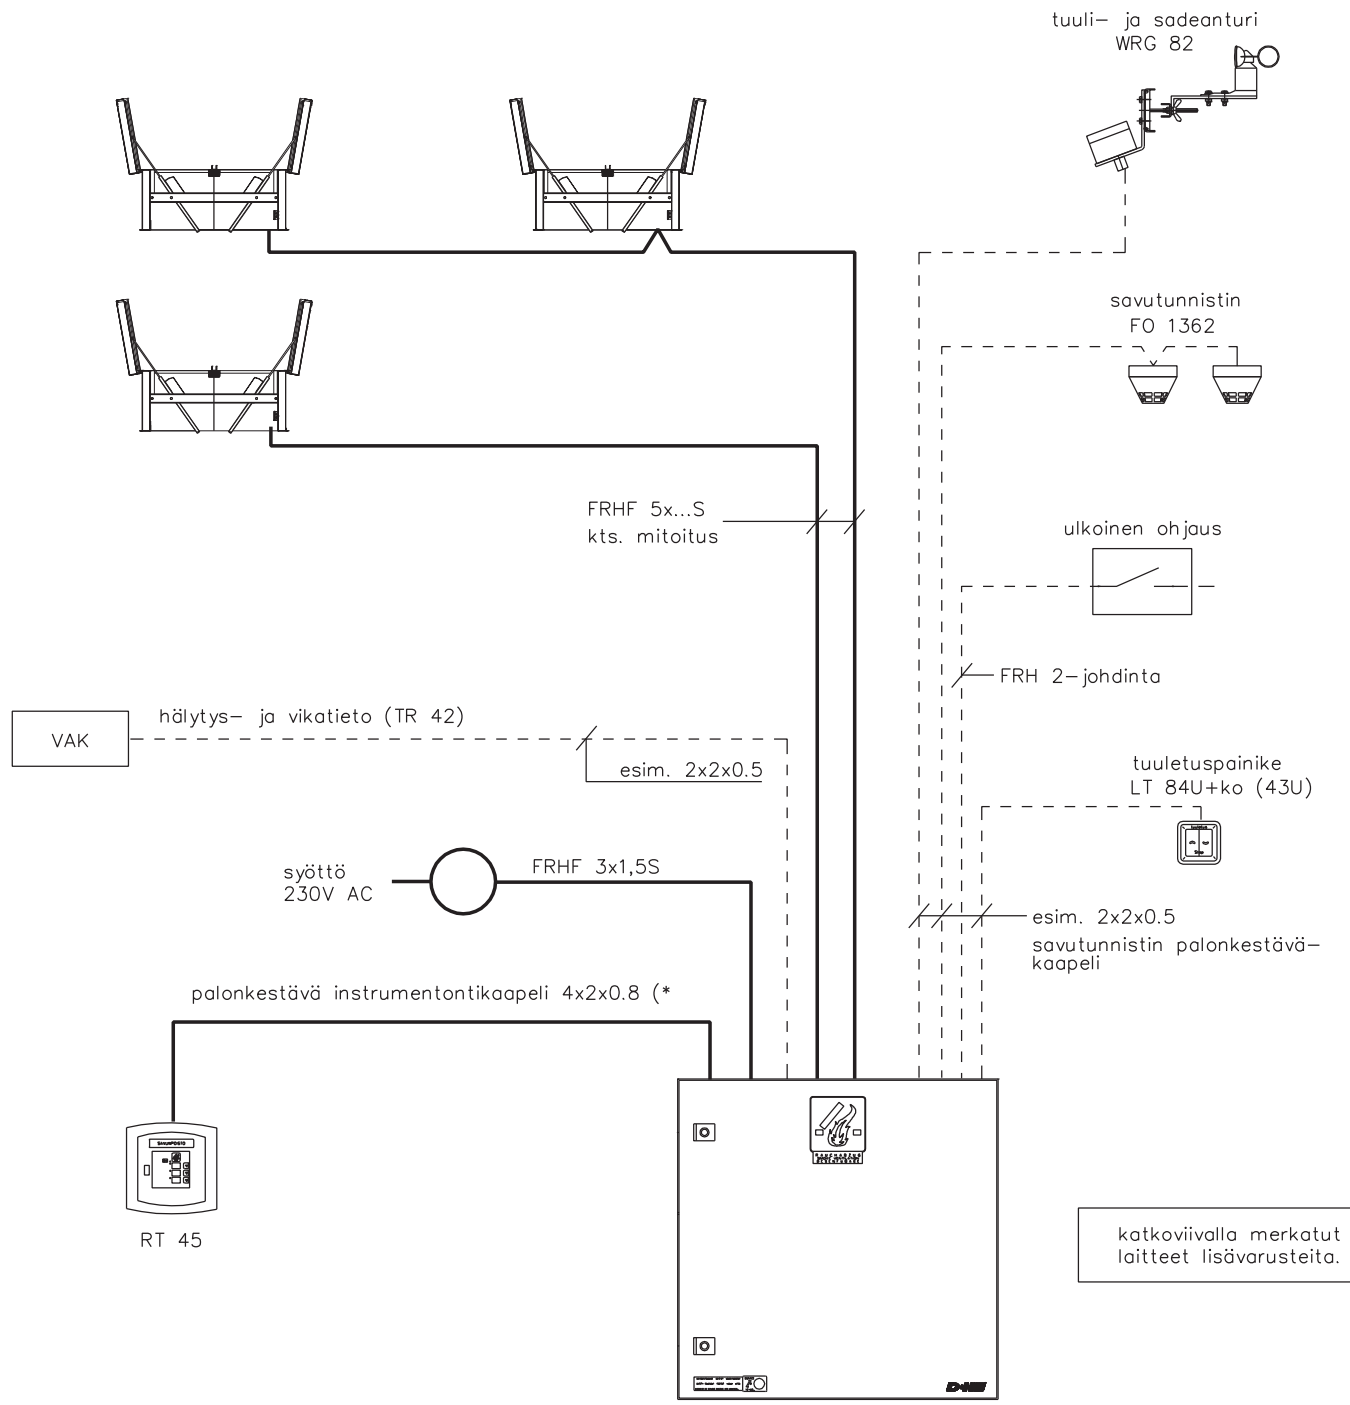 tuuli- ja sadeanturi
WRG 82
savutunnistin
FO 1362
FRHF 5x...S
kts. mitoitus
ulkoinen ohjaus
FRH 2-johdinta
hälytys- ja vikatieto (TR 42)
VAK
esim. 2x2x0.5
tuuletuspainike
LT 84U+ko (43U)
syöttö
230V AC
FRHF 3x1,5S
esim. 2x2x0.5
savutunnistin palonkestävä-
kaapeli
palonkestävä instrumentontikaapeli 4x2x0.8 (*
SAVUNPOISTO
RT 45
katkoviivalla merkatut
laitteet lisävarusteita.
D+H